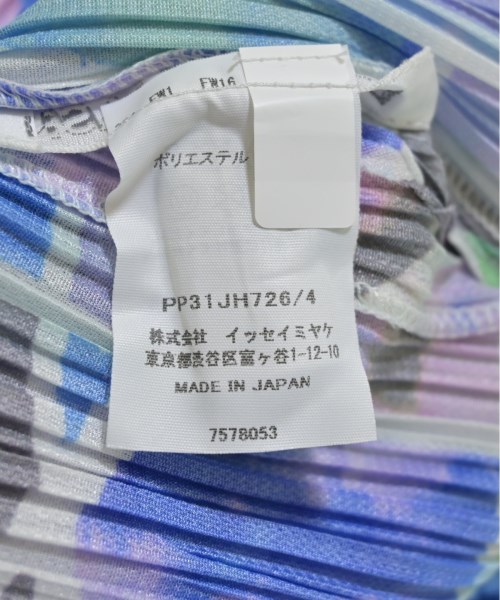 FW1 FW16
ポリエステル
PP31JH726/4
株式会社 イッセイミヤケ
東京都渋谷区富ヶ谷1-12-10
MADE IN JAPAN
7578053